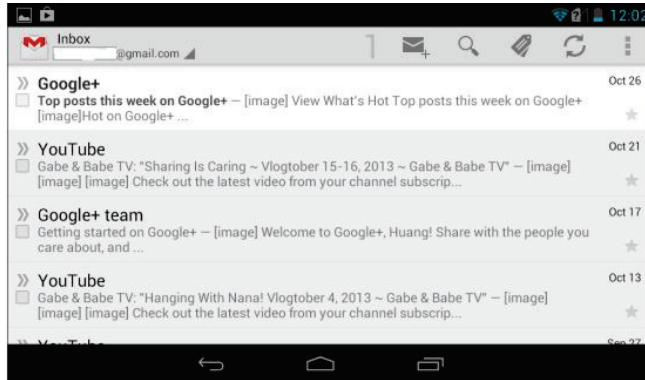 12:02
Inbox
@gmail.com
1
Google+
Oct 26
Top posts this week on Google+ – [image] View What's Hot Top posts this week on Google+
[image]Hot on Google+ ...
YouTube
Oct 21
Gabe & Babe TV: "Sharing Is Caring ~ Vlogtober 15-16, 2013 ~ Gabe & Babe TV" – [image]
[image] [image] Check out the latest video from your channel subscrip...
Google+ team
Oct 17
Getting started on Google+ – [image] Welcome to Google+, Huang! Share with the people you
care about, and ...
YouTube
Oct 13
Gabe & Babe TV: "Hanging With Nana! Vlogtober 4, 2013 ~ Gabe & Babe TV" – [image]
[image] [image] Check out the latest video from your channel subscrip...
YouTube
Sep 27